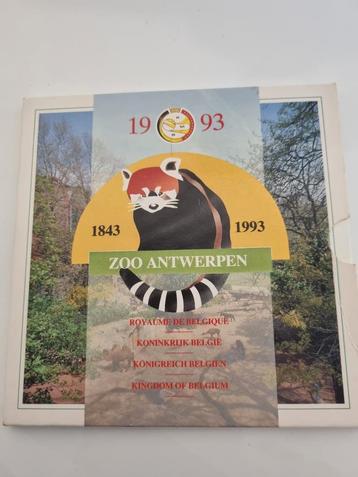 19 93
1843 1993
ZOO ANTWERPEN
ROYAUME DE BELGIQUE
KONINKRIJK BELGIË
KÖNIGREICH BELGIEN
KINGDOM OF BELGIUM